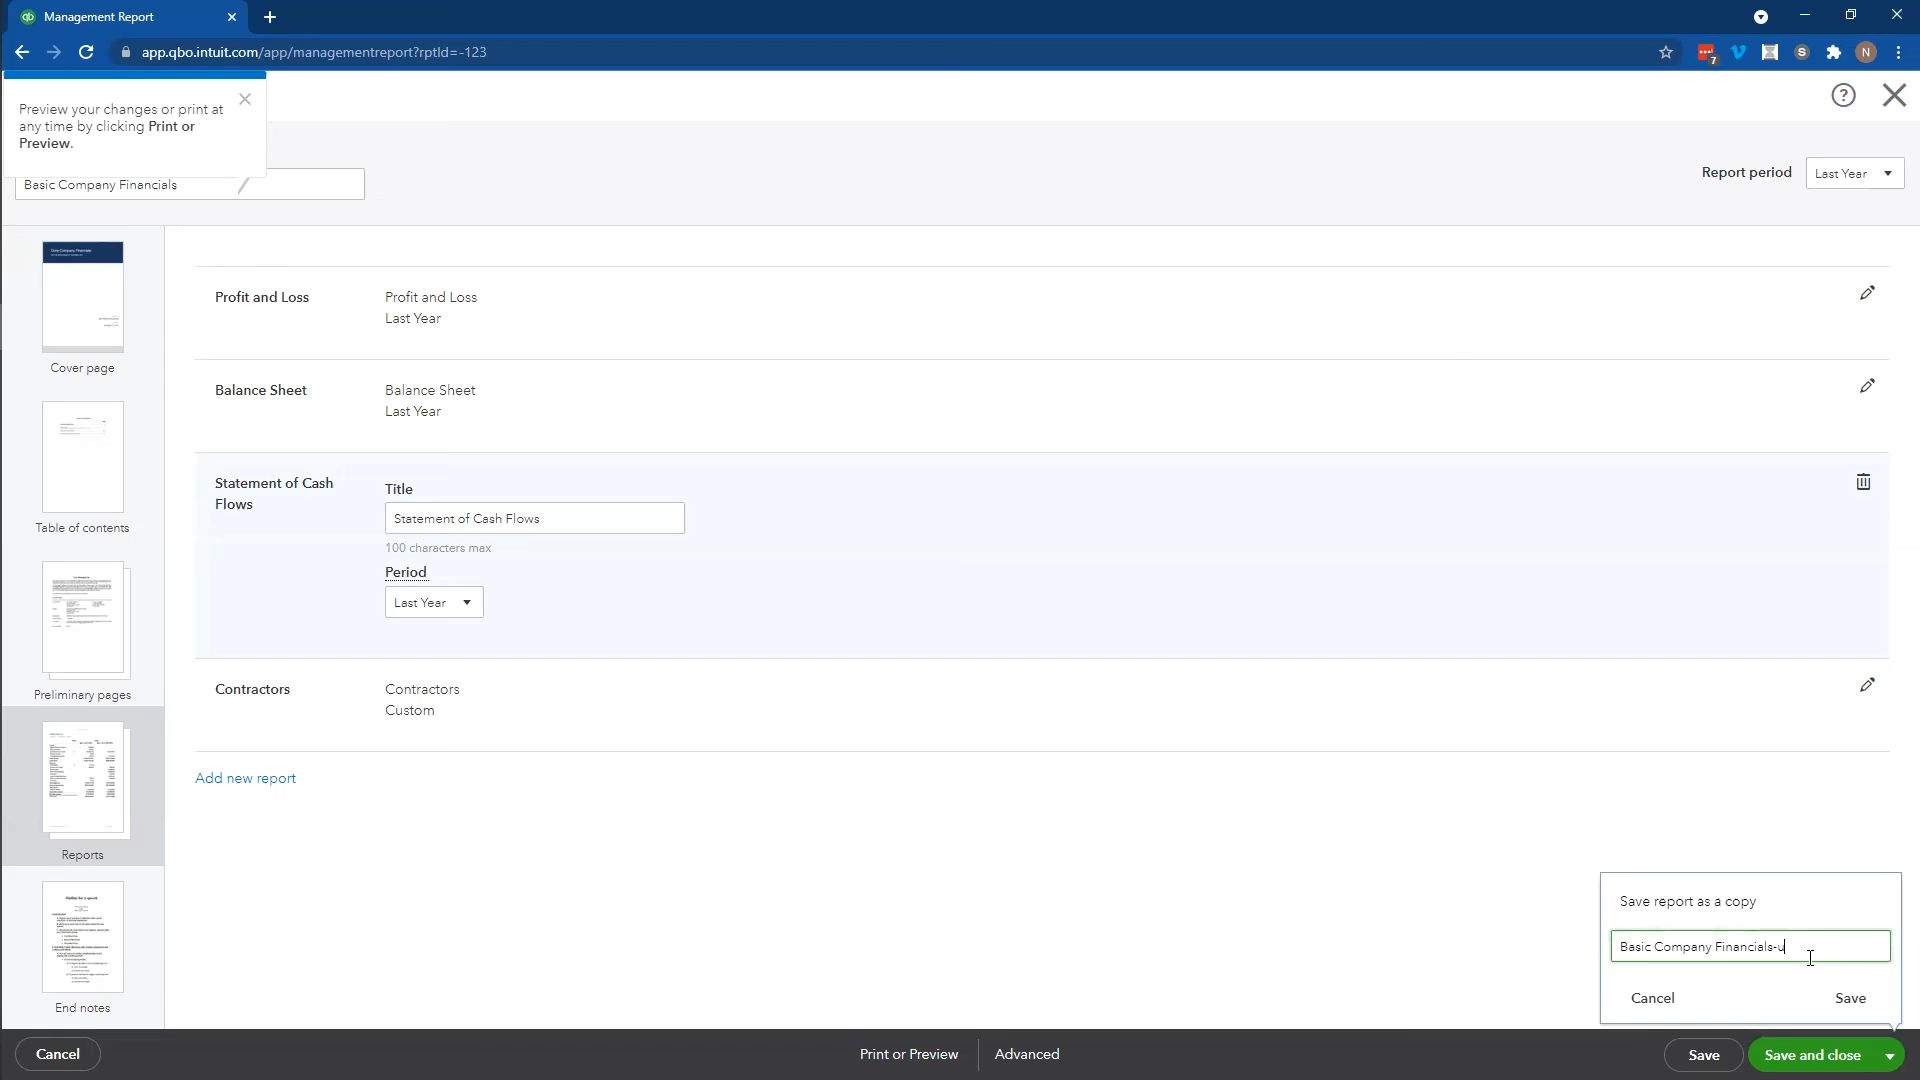 Management Report
app.qbo.intuit.com/app/managementreport?rptId=-123
7
S
N
Preview your changes or print at
any time by clicking Print or
Preview.
Basic Company Financials
Report period
Last Year
Cover page
Table of contents
Preliminary pages
Reports
End notes
Profit and Loss
Profit and Loss
Last Year
Balance Sheet
Balance Sheet
Last Year
Statement of Cash
Flows
Title
Statement of Cash Flows
100 characters max
Period
Last Year
Contractors
Contractors
Custom
Add new report
Save report as a copy
Basic Company Financials-u
Cancel
Save
Cancel
Print or Preview
Advanced
Save
Save and close